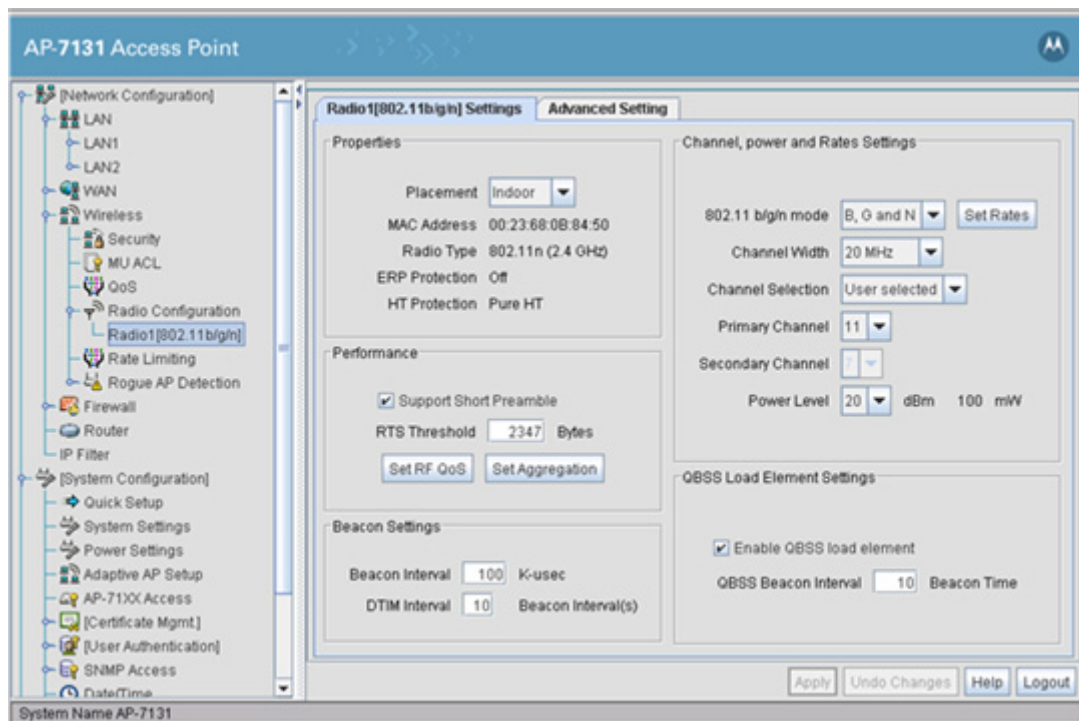 AP-7131 Access Point
[Network Configuration]
LAN
LAN1
LAN2
WAN
Wireless
Security
MU ACL
QoS
Radio Configuration
Radio1[802.11b/g/n]
Rate Limiting
Rogue AP Detection
Firewall
Router
IP Filter
[System Configuration]
Quick Setup
System Settings
Power Settings
Adaptive AP Setup
AP-71XX Access
[Certificate Mgmt.]
[User Authentication]
SNMP Access
Date/Time
Radio1[802.11b/g/n] Settings Advanced Setting
Properties
Placement Indoor
MAC Address 00:23:68:0B:84:50
Radio Type 802.11n (2.4 GHz)
ERP Protection Off
HT Protection Pure HT
Performance
Support Short Preamble
RTS Threshold 2347 Bytes
Set RF QoS Set Aggregation
Beacon Settings
Beacon Interval 100 K-usec
DTIM Interval 10 Beacon Interval(s)
Channel, power and Rates Settings
802.11 b/g/n mode B, G and N Set Rates
Channel Width 20 MHz
Channel Selection User selected
Primary Channel 11
Secondary Channel 7
Power Level 20 dBm 100 mW
QBSS Load Element Settings
Enable QBSS load element
QBSS Beacon Interval 10 Beacon Time
Apply Undo Changes Help Logout
System Name AP-7131